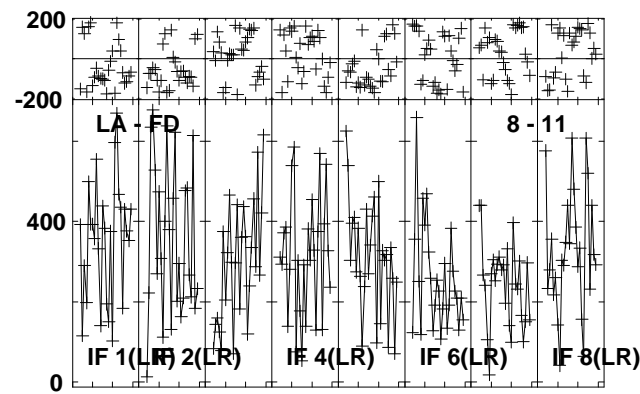 200
-200
LA - FD 8 - 11
400
IF 1(LR) IF 2(LR) IF 4(LR) IF 6(LR) IF 8(LR)
0